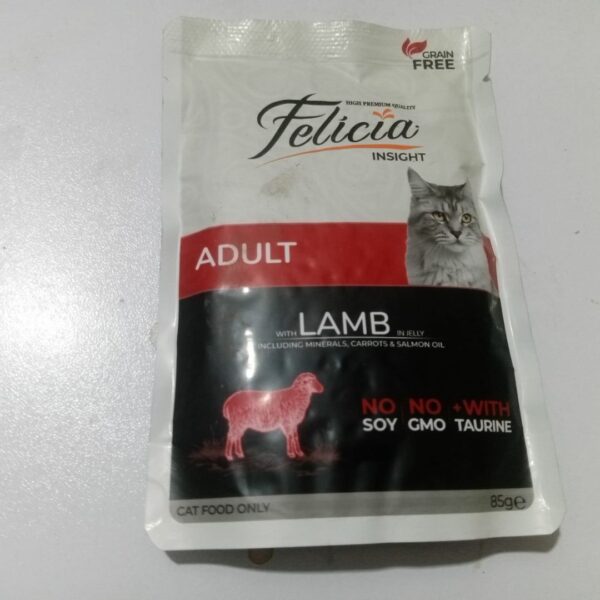 GRAIN
FREE
HIGH PREMIUM QUALITY
Felicia
INSIGHT
ADULT
WITH LAMB IN JELLY
INCLUDING MINERALS, CARROTS & SALMON OIL
NO NO +WITH
SOY GMO TAURINE
CAT FOOD ONLY
85g℮